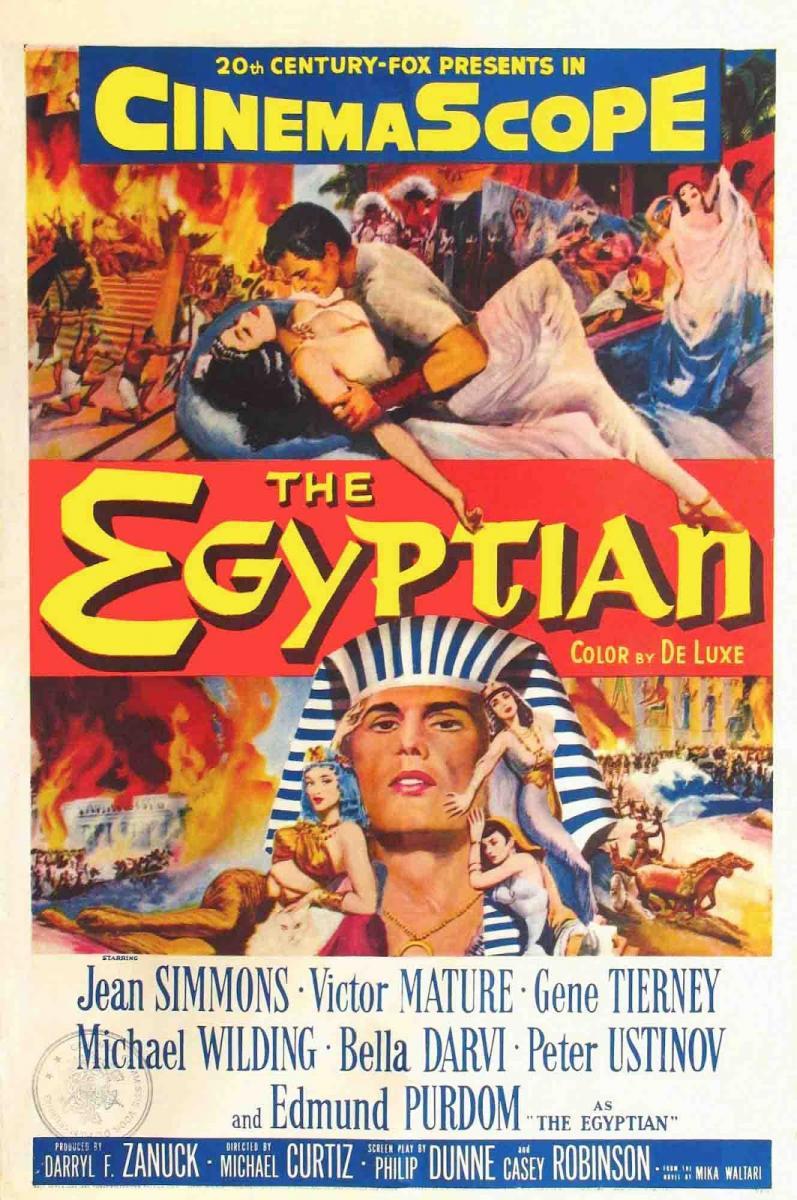 20th CENTURY-FOX PRESENTS IN
CINEMASCOPE
THE
EGYPTIAN
COLOR BY DE LUXE
STARRING
Jean SIMMONS · Victor MATURE · Gene TIERNEY
Michael WILDING · Bella DARVI · Peter USTINOV
and Edmund PURDOM AS "THE EGYPTIAN"
PRODUCED BY DARRYL F. ZANUCK · DIRECTED BY MICHAEL CURTIZ · SCREEN PLAY BY PHILIP DUNNE and CASEY ROBINSON · FROM THE NOVEL BY MIKA WALTARI